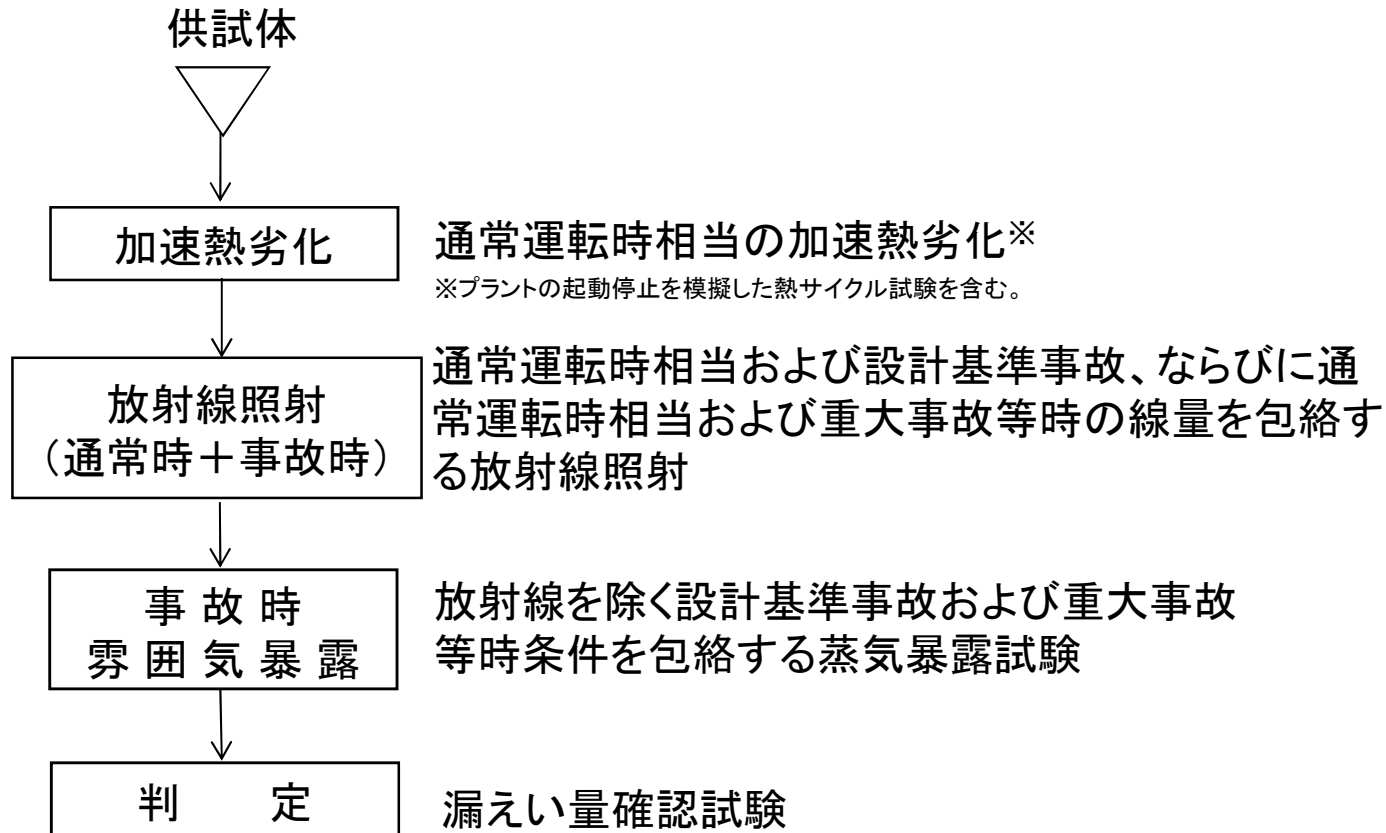 供試体
加速熱劣化
通常運転時相当の加速熱劣化※
※プラントの起動停止を模擬した熱サイクル試験を含む。
放射線照射
（通常時＋事故時）
通常運転時相当および設計基準事故、ならびに通
常運転時相当および重大事故等時の線量を包絡す
る放射線照射
事故時
雰囲気暴露
放射線を除く設計基準事故および重大事故
等時条件を包絡する蒸気暴露試験
判　定
漏えい量確認試験